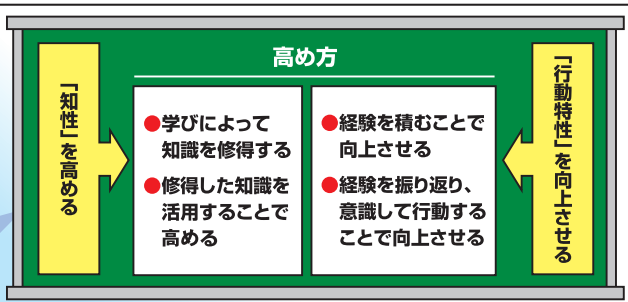 高め方
「知性」を高める
●学びによって
知識を修得する
●修得した知識を
活用することで
高める
●経験を積むことで
向上させる
●経験を振り返り、
意識して行動する
ことで向上させる
「行動特性」を向上させる